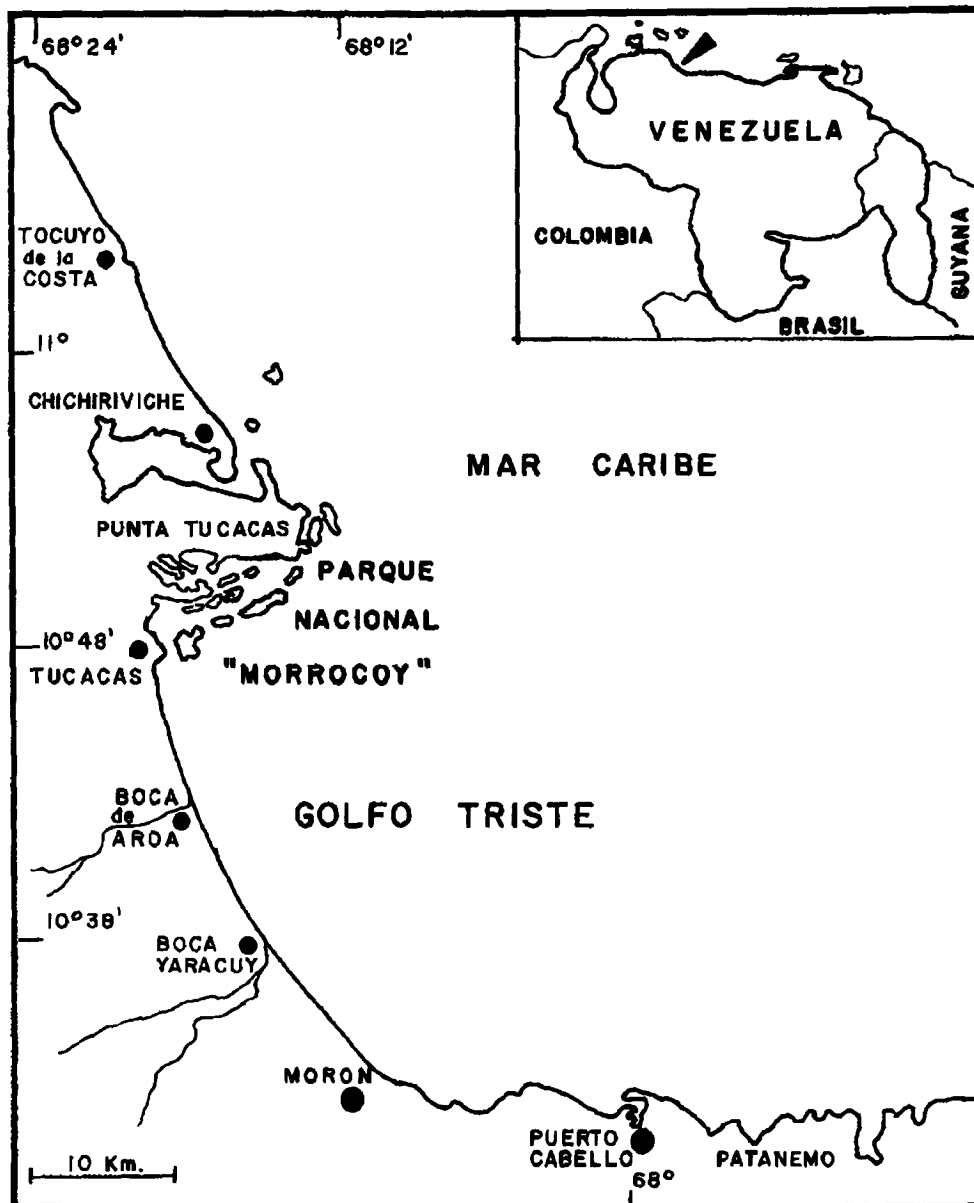 68°24'
68°12'
VENEZUELA
COLOMBIA
GUYANA
BRASIL
TOCUYO
de la
COSTA
11°
CHICHIRIVICHE
MAR CARIBE
PUNTA TUCACAS
PARQUE
NACIONAL
"MORROCOY"
10°48'
TUCACAS
BOCA
de
AROA
GOLFO TRISTE
10°38'
BOCA
YARACUY
MORON
PUERTO
CABELLO
PATANEMO
10 Km.
68°